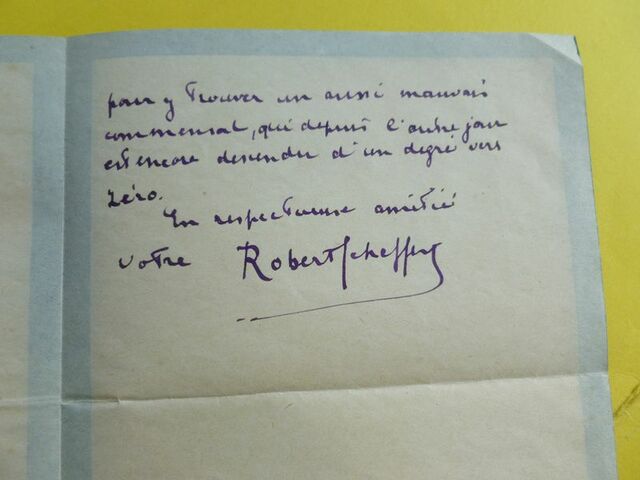 pour y trouver un aussi mauvais
commensal, qui depuis l'autre jour
est encore descendu d'un degré vers
zéro.
En respectueuse amitié
votre Robert Scheffer